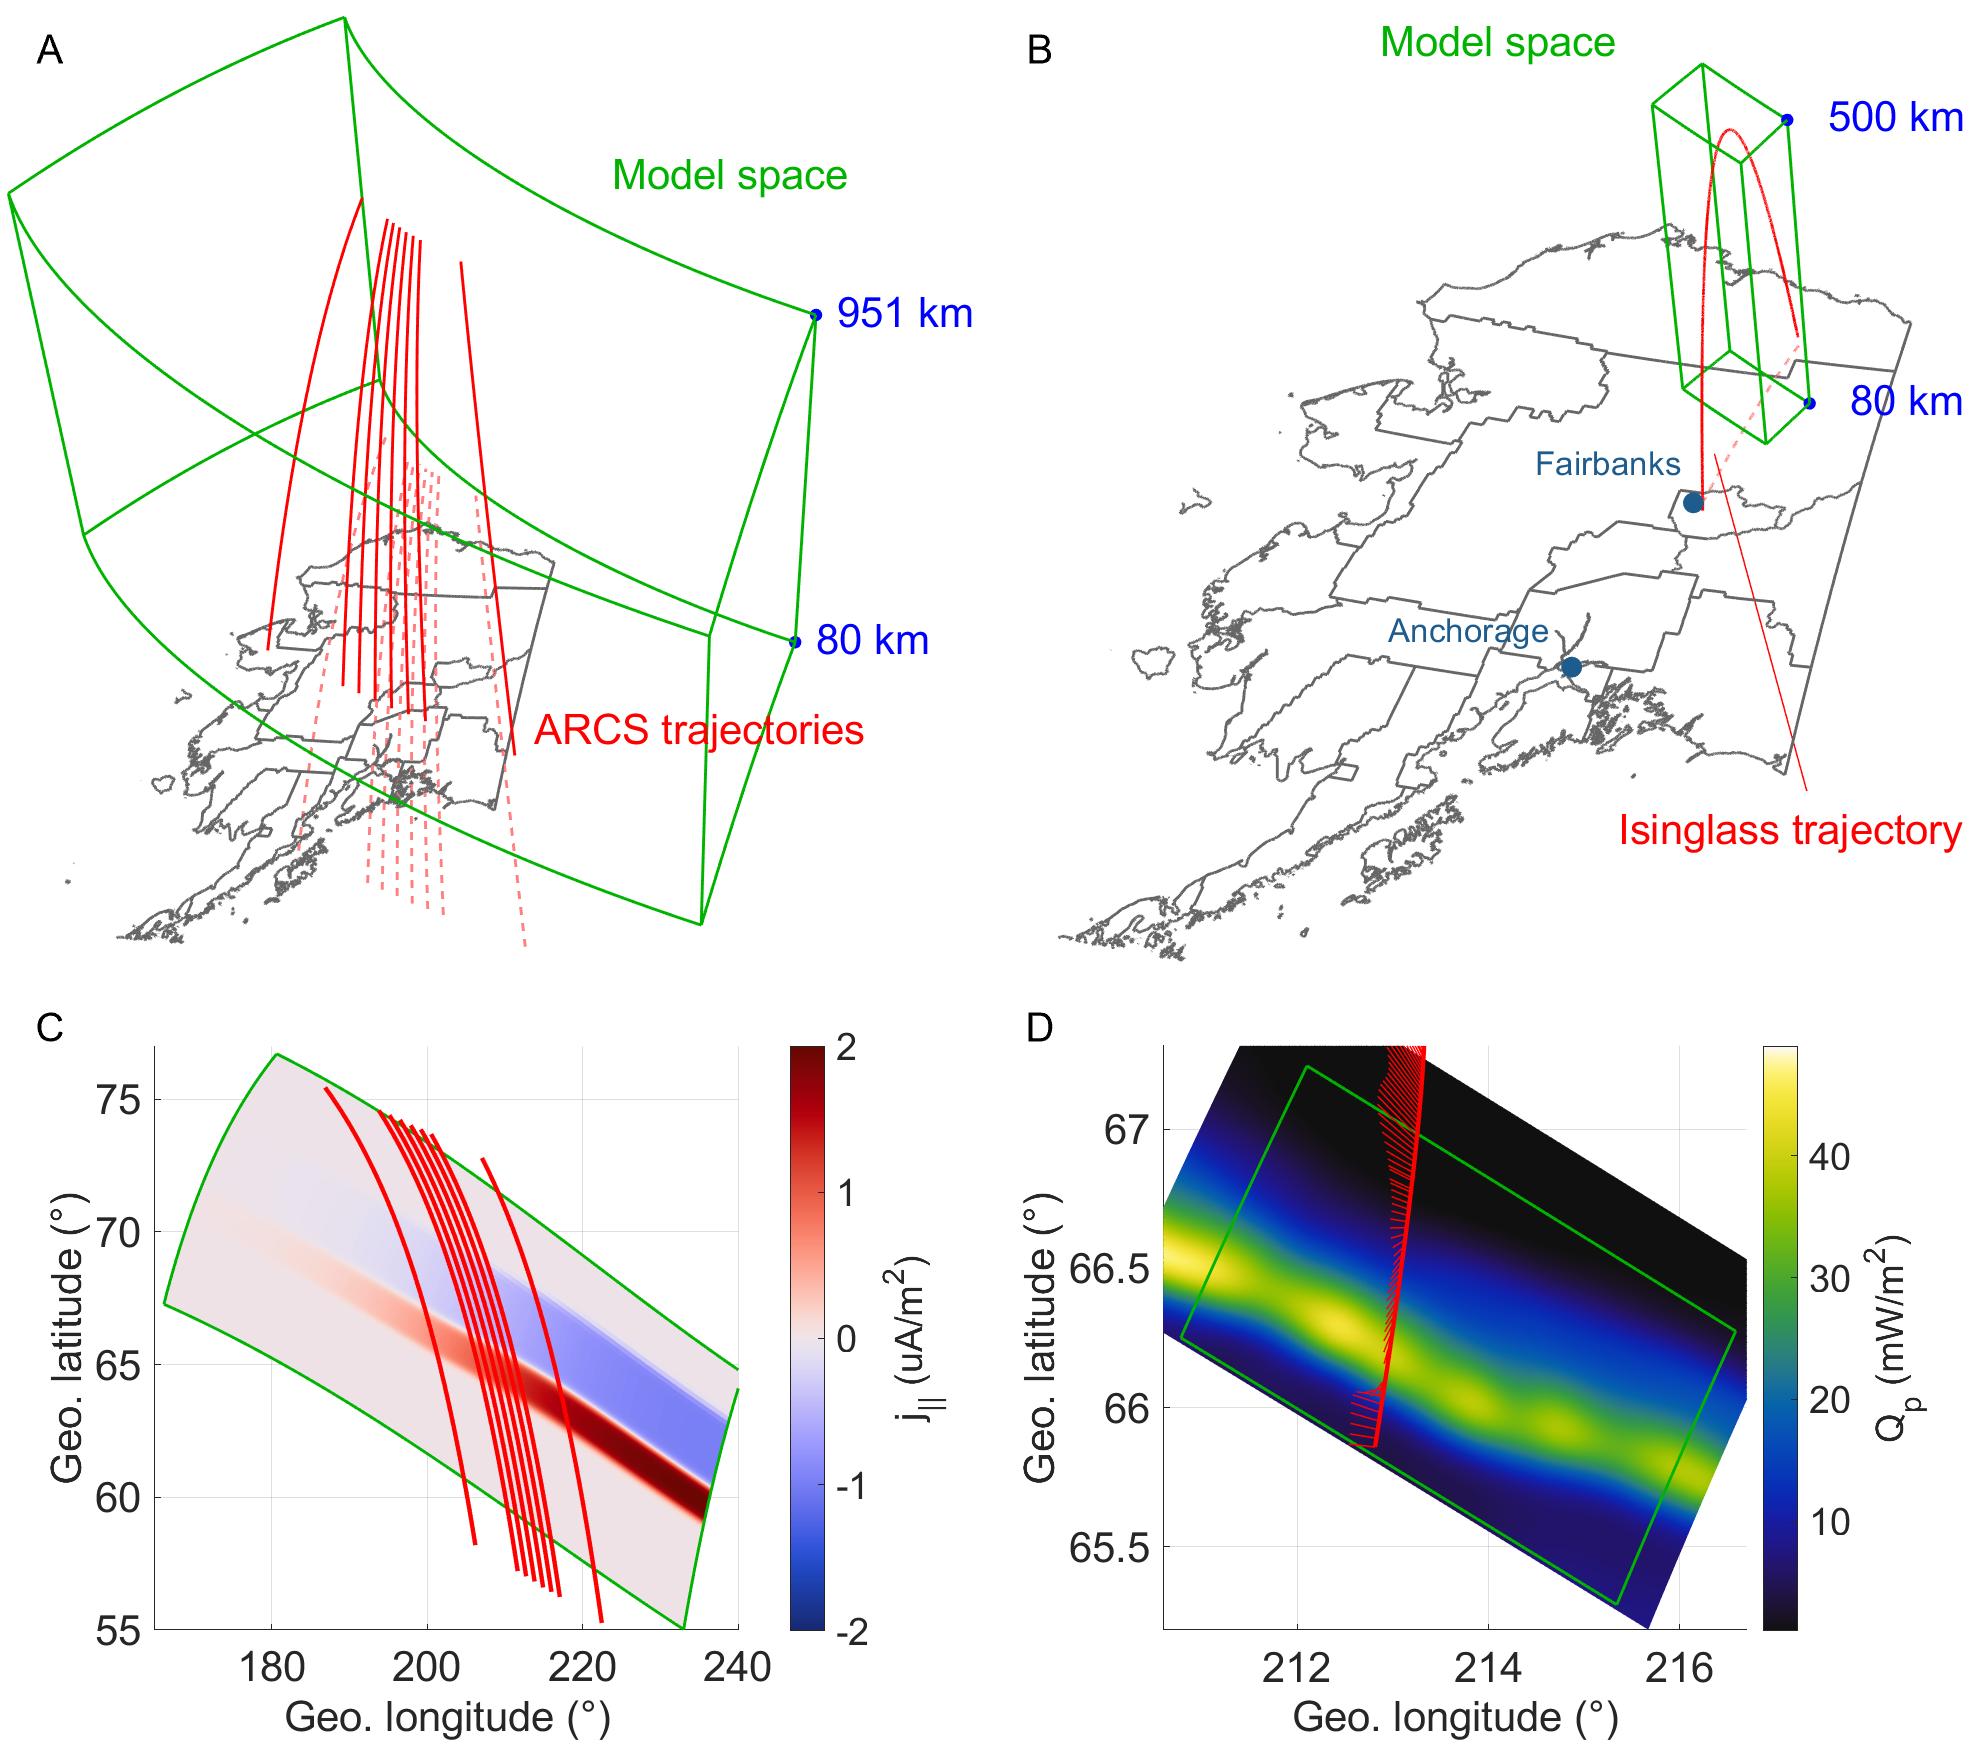 A
Model space
951 km
80 km
ARCS trajectories
B
Model space
500 km
80 km
Fairbanks
Anchorage
Isinglass trajectory
C
75
70
65
60
55
180
200
220
240
Geo. latitude (°)
Geo. longitude (°)
2
1
0
-1
-2
j|| (uA/m2)
D
67
66.5
66
65.5
212
214
216
Geo. latitude (°)
Geo. longitude (°)
40
30
20
10
Qp (mW/m2)